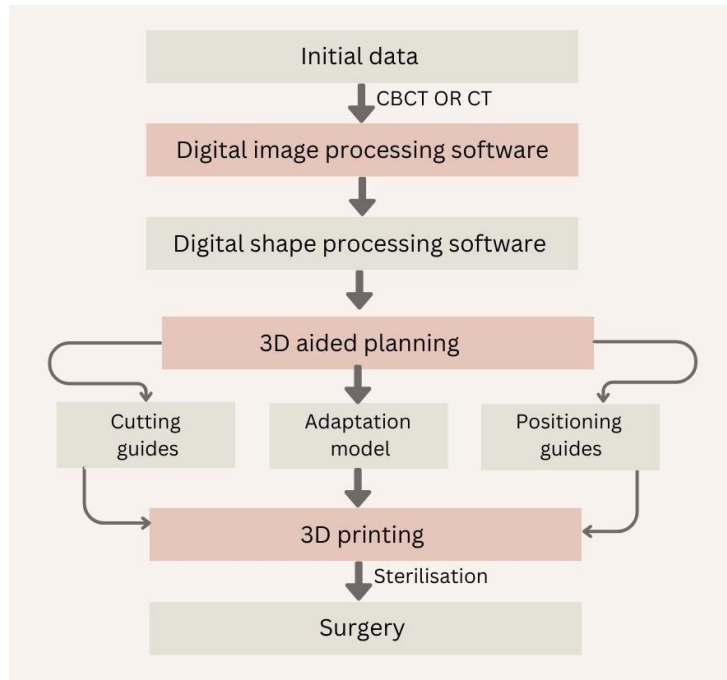 Initial data
CBCT OR CT
Digital image processing software
Digital shape processing software
3D aided planning
Cutting
guides
Adaptation
model
Positioning
guides
3D printing
Sterilisation
Surgery